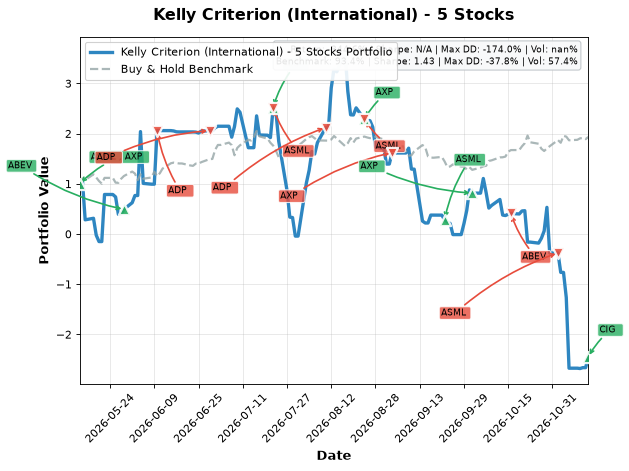 Kelly Criterion (International) - 5 Stocks
Kelly Criterion (International) - 5 Stocks Portfolio
Buy & Hold Benchmark
Sharpe: N/A | Max DD: -174.0% | Vol: nan%
Benchmark: 93.4% | Sharpe: 1.43 | Max DD: -37.8% | Vol: 57.4%
Portfolio Value
3
2
1
0
−1
−2
ABEV
ADP
AXP
ADP
ADP
ASML
AXP
AXP
ASML
AXP
ASML
ASML
ABEV
CIG
2026-05-24
2026-06-09
2026-06-25
2026-07-11
2026-07-27
2026-08-12
2026-08-28
2026-09-13
2026-09-29
2026-10-15
2026-10-31
Date